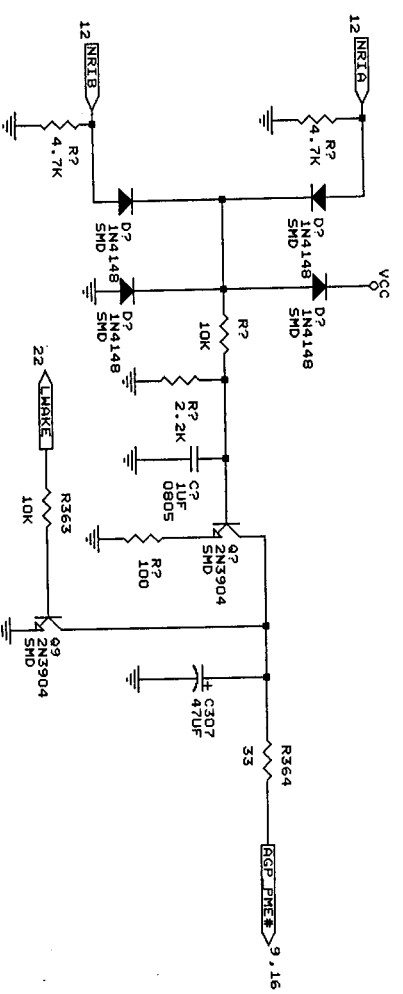 VCC
12 NRIA
R?
4.7K
D?
1N4148
SMD
D?
1N4148
SMD
R?
10K
R364
33
AGP PME# 9,16
Q?
2N3904
SMD
R?
2.2K
C?
1UF
0805
C307
47UF
R?
100
D?
1N4148
SMD
D?
1N4148
SMD
12 NRIB
R?
4.7K
22 LWAKE
R363
10K
Q9
2N3904
SMD
+